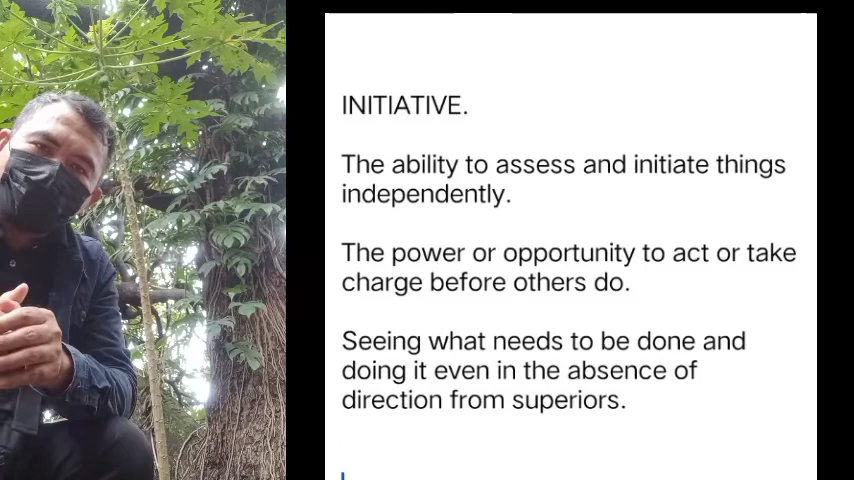 INITIATIVE.
The ability to assess and initiate things
independently.
The power or opportunity to act or take
charge before others do.
Seeing what needs to be done and
doing it even in the absence of
direction from superiors.